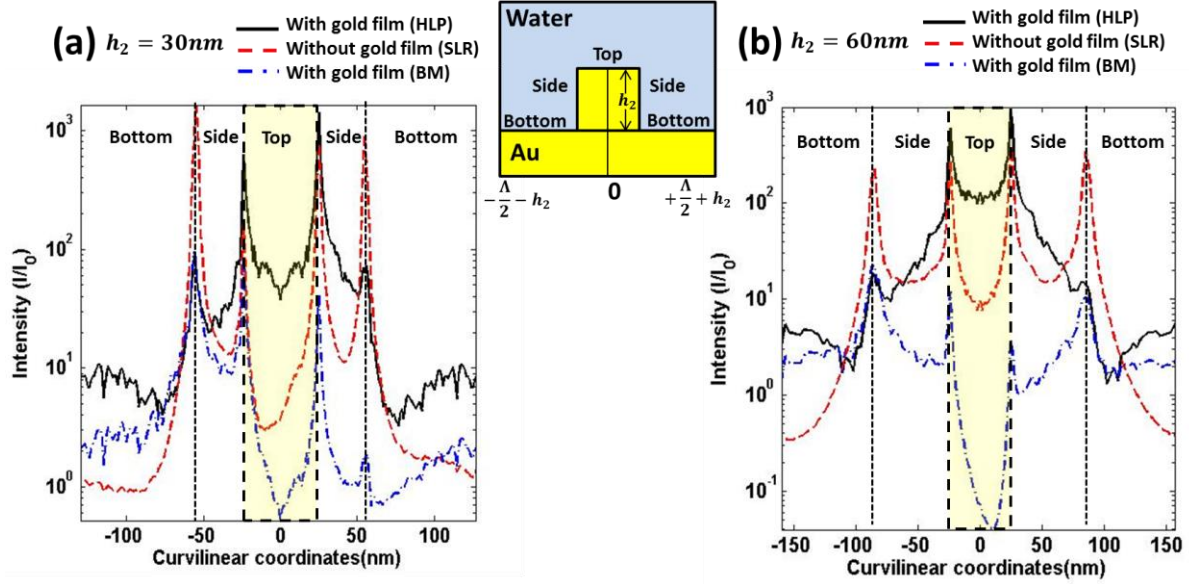 (a) h₂ = 30nm
With gold film (HLP)
Without gold film (SLR)
With gold film (BM)
10³
10²
10¹
10⁰
Intensity (I/I₀)
Bottom Side Top Side Bottom
-100 -50 0 50 100
Curvilinear coordinates(nm)
Water
Top
Side Side
h₂
Bottom Bottom
Au
-Λ/2 - h₂ 0 +Λ/2 + h₂
(b) h₂ = 60nm
With gold film (HLP)
Without gold film (SLR)
With gold film (BM)
10³
10²
10¹
10⁰
10⁻¹
Intensity (I/I₀)
Bottom Side Top Side Bottom
-150 -100 -50 0 50 100 150
Curvilinear coordinates(nm)